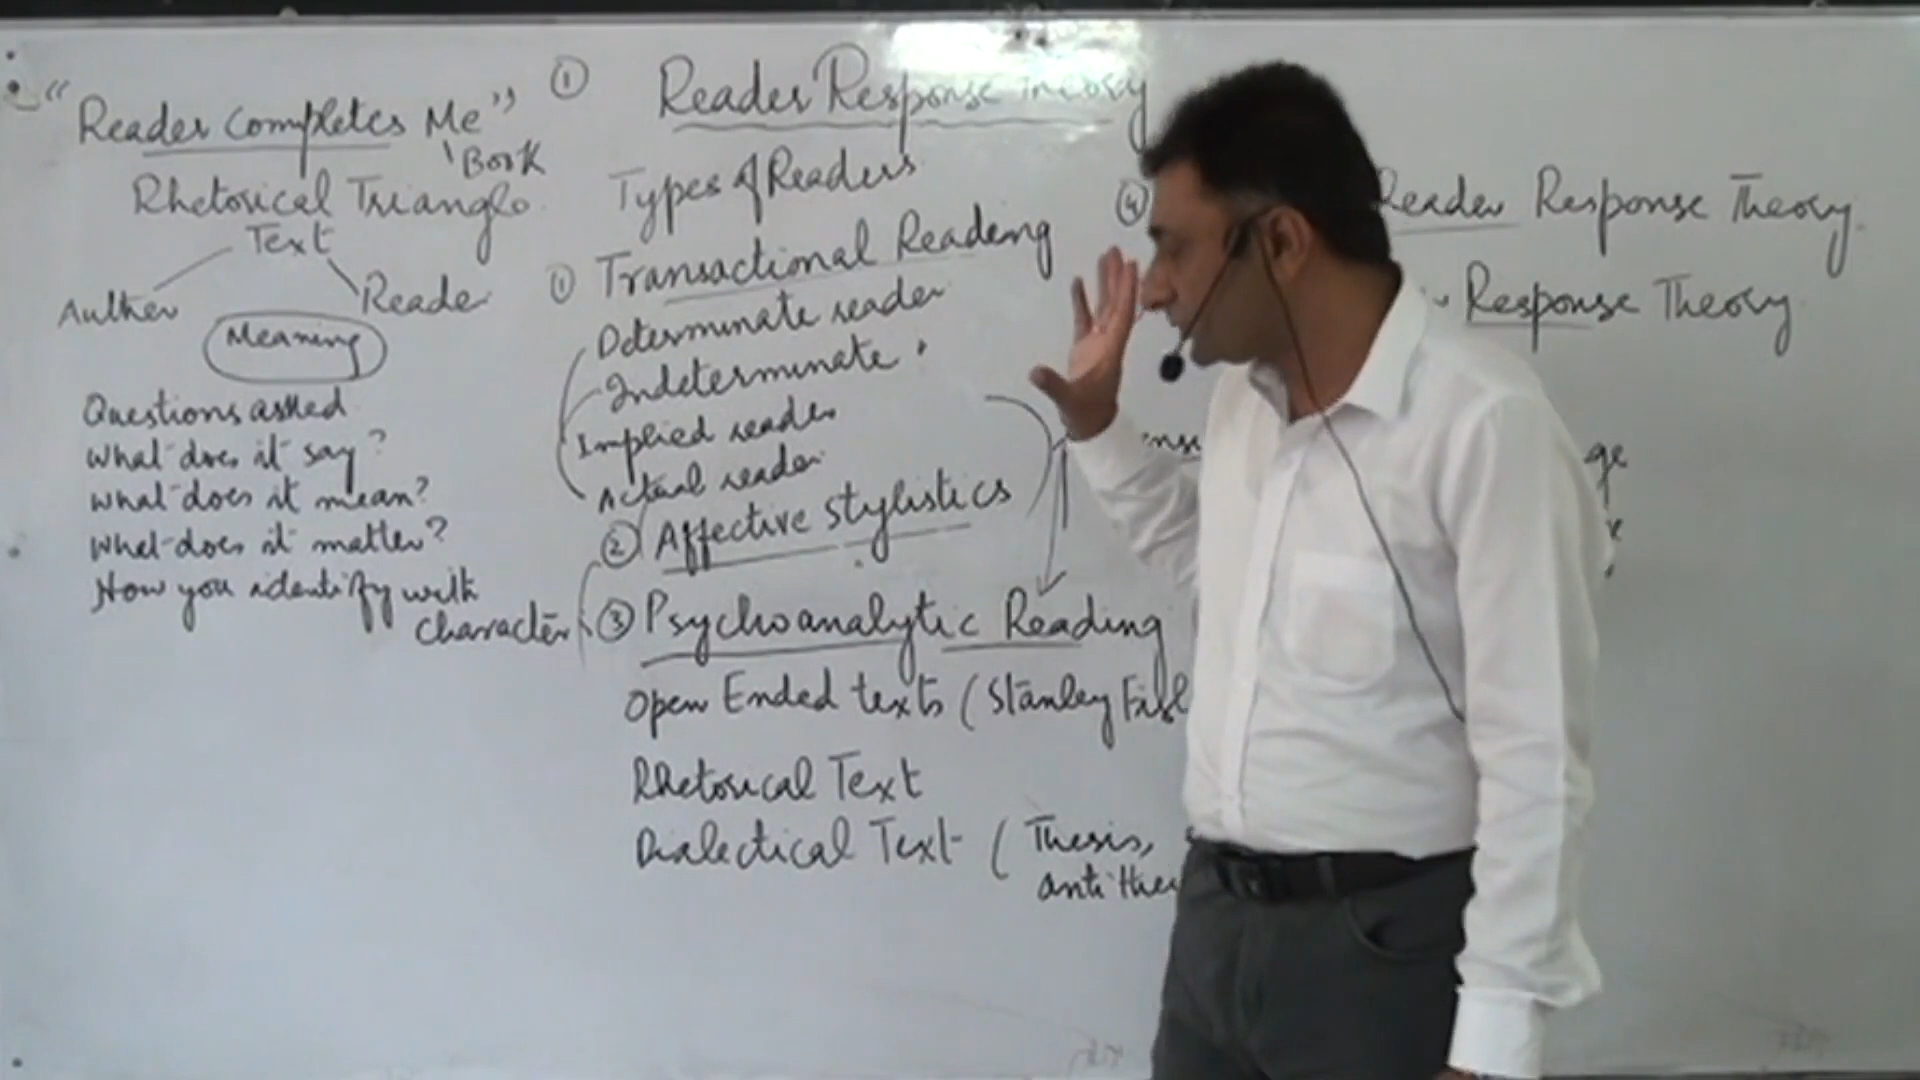 "Reader Completes Me"
Book
Rhetorical Triangle
Text
Author
Reader
Meaning
Questions asked
What does it say?
What does it mean?
What does it matter?
How you identify with
character
① Reader Response Theory
Types of Readers
① Transactional Reading
Determinate reader
Indeterminate "
Implied reader
Actual reader
② Affective Stylistics
③ Psychoanalytic Reading
Open Ended texts (Stanley Fish
Rhetorical Text
Dialectical Text (Thesis,
anti thes
④
Reader Response Theory
Response Theory